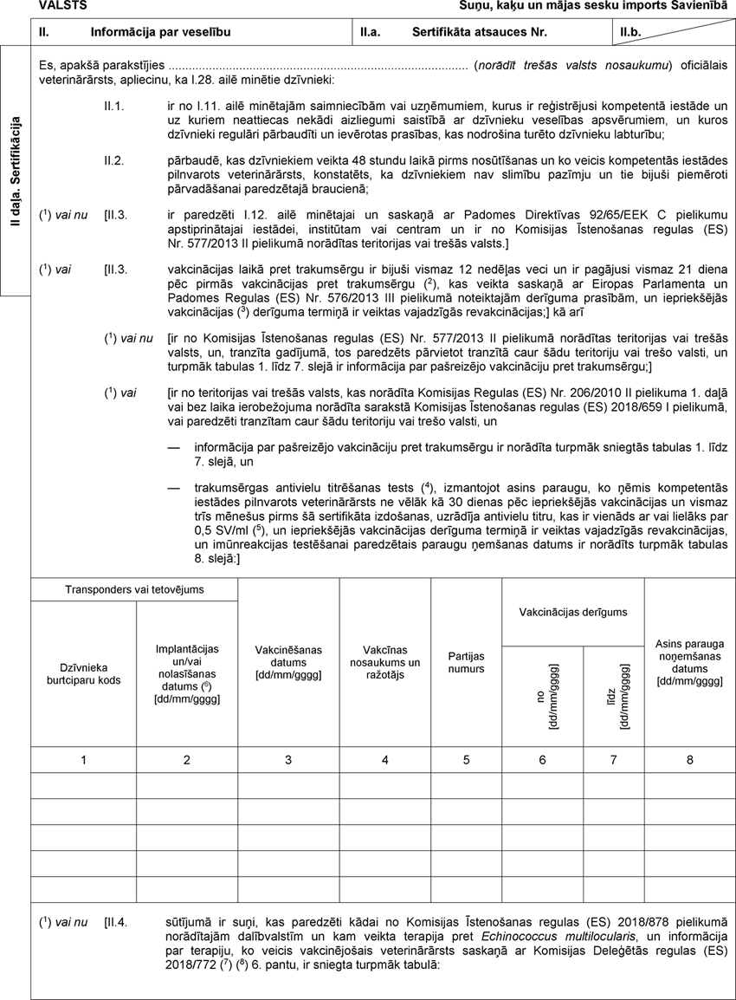 VALSTS Suņu, kaķu un mājas sesku imports Savienībā
II. Informācija par veselību II.a. Sertifikāta atsauces Nr. II.b.
II daļa. Sertifikācija
Es, apakšā parakstījies .................................................................................... (norādīt trešās valsts nosaukumu) oficiālais
veterinārārsts, apliecinu, ka I.28. ailē minētie dzīvnieki:
II.1. ir no I.11. ailē minētajām saimniecībām vai uzņēmumiem, kurus ir reģistrējusi kompetentā iestāde un
uz kuriem neattiecas nekādi aizliegumi saistībā ar dzīvnieku veselības apsvērumiem, un kuros
dzīvnieki regulāri pārbaudīti un ievērotas prasības, kas nodrošina turēto dzīvnieku labturību;
II.2. pārbaudē, kas dzīvniekiem veikta 48 stundu laikā pirms nosūtīšanas un ko veicis kompetentās iestādes
pilnvarots veterinārārsts, konstatēts, ka dzīvniekiem nav slimību pazīmju un tie bijuši piemēroti
pārvadāšanai paredzētajā braucienā;
(1) vai nu [II.3. ir paredzēti I.12. ailē minētajai un saskaņā ar Padomes Direktīvas 92/65/EEK C pielikumu
apstiprinātajai iestādei, institūtam vai centram un ir no Komisijas Īstenošanas regulas (ES)
Nr. 577/2013 II pielikumā norādītas teritorijas vai trešās valsts.]
(1) vai [II.3. vakcinācijas laikā pret trakumsērgu ir bijuši vismaz 12 nedēļas veci un ir pagājusi vismaz 21 diena
pēc pirmās vakcinācijas pret trakumsērgu (2), kas veikta saskaņā ar Eiropas Parlamenta un
Padomes Regulas (ES) Nr. 576/2013 III pielikumā noteiktajām derīguma prasībām, un iepriekšējās
vakcinācijas (3) derīguma termiņā ir veiktas vajadzīgās revakcinācijas;] kā arī
(1) vai nu [ir no Komisijas Īstenošanas regulas (ES) Nr. 577/2013 II pielikumā norādītas teritorijas vai trešās
valsts, un, tranzīta gadījumā, tos paredzēts pārvietot tranzītā caur šādu teritoriju vai trešo valsti, un
turpmāk tabulas 1. līdz 7. slejā ir informācija par pašreizējo vakcināciju pret trakumsērgu;]
(1) vai [ir no teritorijas vai trešās valsts, kas norādīta Komisijas Regulas (ES) Nr. 206/2010 II pielikuma 1. daļā
vai bez laika ierobežojuma norādīta sarakstā Komisijas Īstenošanas regulas (ES) 2018/659 I pielikumā,
vai paredzēti tranzītam caur šādu teritoriju vai trešo valsti, un
— informācija par pašreizējo vakcināciju pret trakumsērgu ir norādīta turpmāk sniegtās tabulas 1. līdz
7. slejā, un
— trakumsērgas antivielu titrēšanas tests (4), izmantojot asins paraugu, ko ņēmis kompetentās
iestādes pilnvarots veterinārārsts ne vēlāk kā 30 dienas pēc iepriekšējās vakcinācijas un vismaz
trīs mēnešus pirms šā sertifikāta izdošanas, uzrādīja antivielu titru, kas ir vienāds ar vai lielāks par
0,5 SV/ml (5), un iepriekšējās vakcinācijas derīguma termiņā ir veiktas vajadzīgās revakcinācijas,
un imūnreakcijas testēšanai paredzētais paraugu ņemšanas datums ir norādīts turpmāk tabulas
8. slejā:]
Transponders vai tetovējums
Dzīvnieka
burtciparu kods
Implantācijas
un/vai
nolasīšanas
datums (6)
[dd/mm/gggg]
Vakcinēšanas
datums
[dd/mm/gggg]
Vakcīnas
nosaukums un
ražotājs
Partijas
numurs
Vakcinācijas derīgums
no
[dd/mm/gggg]
līdz
[dd/mm/gggg]
Asins parauga
noņemšanas
datums
[dd/mm/gggg]
1 2 3 4 5 6 7 8
(1) vai nu [II.4. sūtījumā ir suņi, kas paredzēti kādai no Komisijas Īstenošanas regulas (ES) 2018/878 pielikumā
norādītajām dalībvalstīm un kam veikta terapija pret Echinococcus multilocularis, un informācija
par terapiju, ko veicis vakcinējošais veterinārārsts saskaņā ar Komisijas Deleģētās regulas (ES)
2018/772 (7) (8) 6. pantu, ir sniegta turpmāk tabulā: